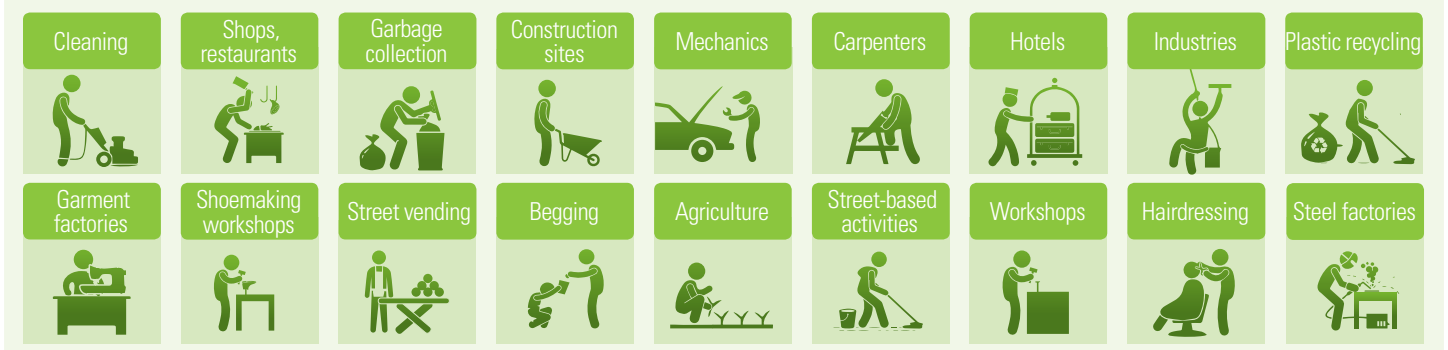 Cleaning
Shops,
restaurants
Garbage
collection
Construction
sites
Mechanics
Carpenters
Hotels
Industries
Plastic recycling
Garment
factories
Shoemaking
workshops
Street vending
Begging
Agriculture
Street-based
activities
Workshops
Hairdressing
Steel factories